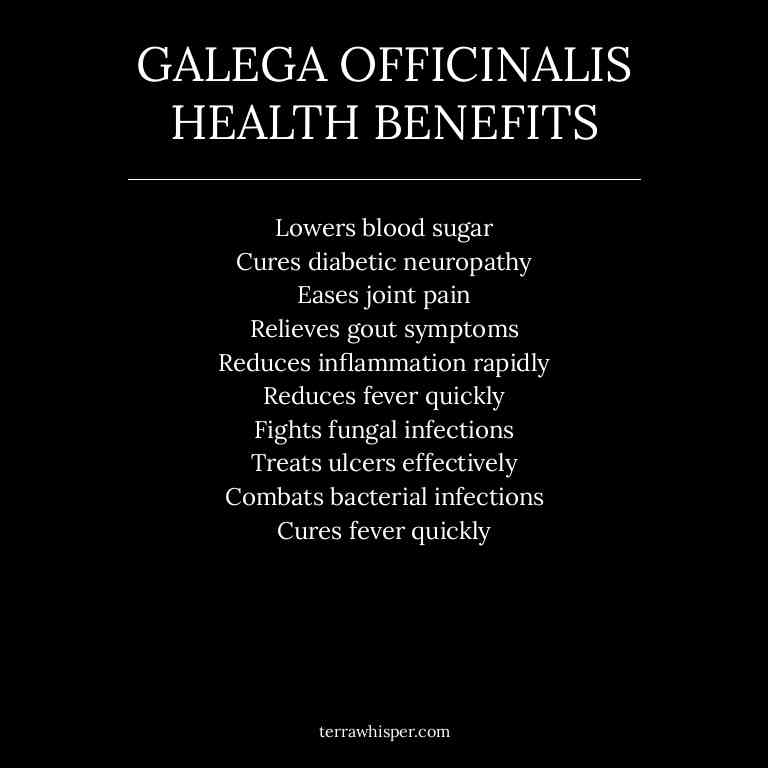 GALEGA OFFICINALIS
HEALTH BENEFITS
Lowers blood sugar
Cures diabetic neuropathy
Eases joint pain
Relieves gout symptoms
Reduces inflammation rapidly
Reduces fever quickly
Fights fungal infections
Treats ulcers effectively
Combats bacterial infections
Cures fever quickly
terrawhisper.com